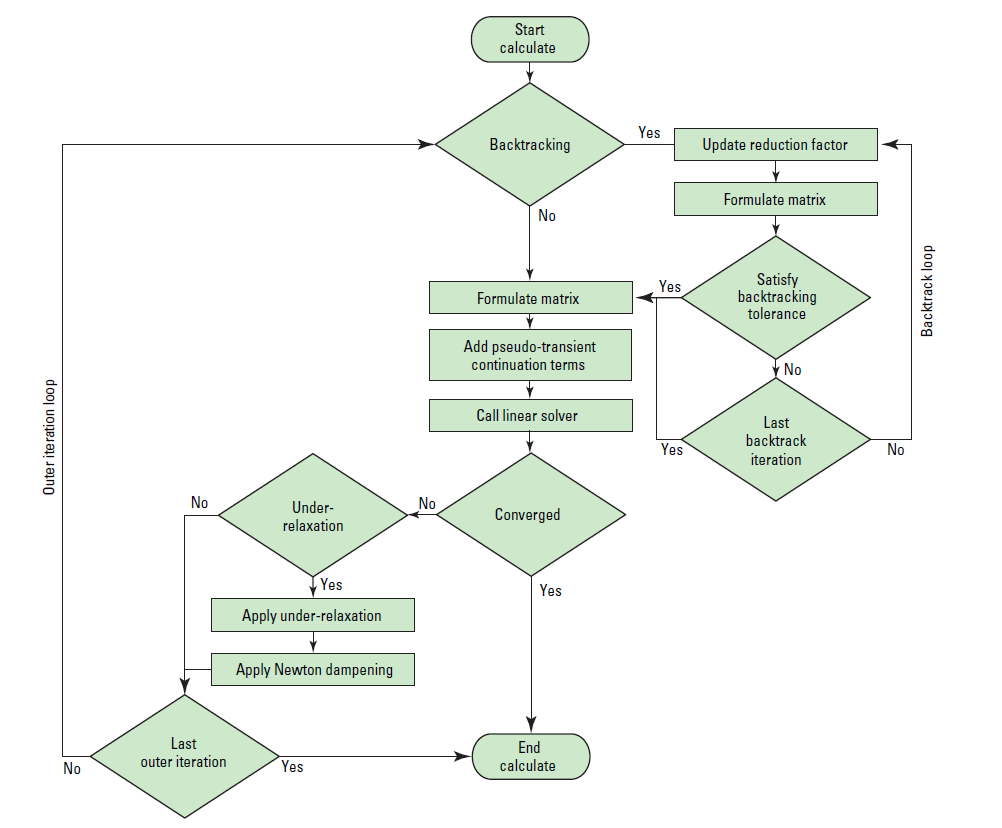 Start
calculate
Backtracking
Yes
Update reduction factor
No
Formulate matrix
Formulate matrix
Yes
Satisfy
backtracking
tolerance
Backtrack loop
Add pseudo-transient
continuation terms
No
Call linear solver
Last
backtrack
iteration
Yes
No
Outer iteration loop
No
Under-
relaxation
No
Converged
Yes
Yes
Apply under-relaxation
Apply Newton dampening
Last
outer iteration
No
Yes
End
calculate